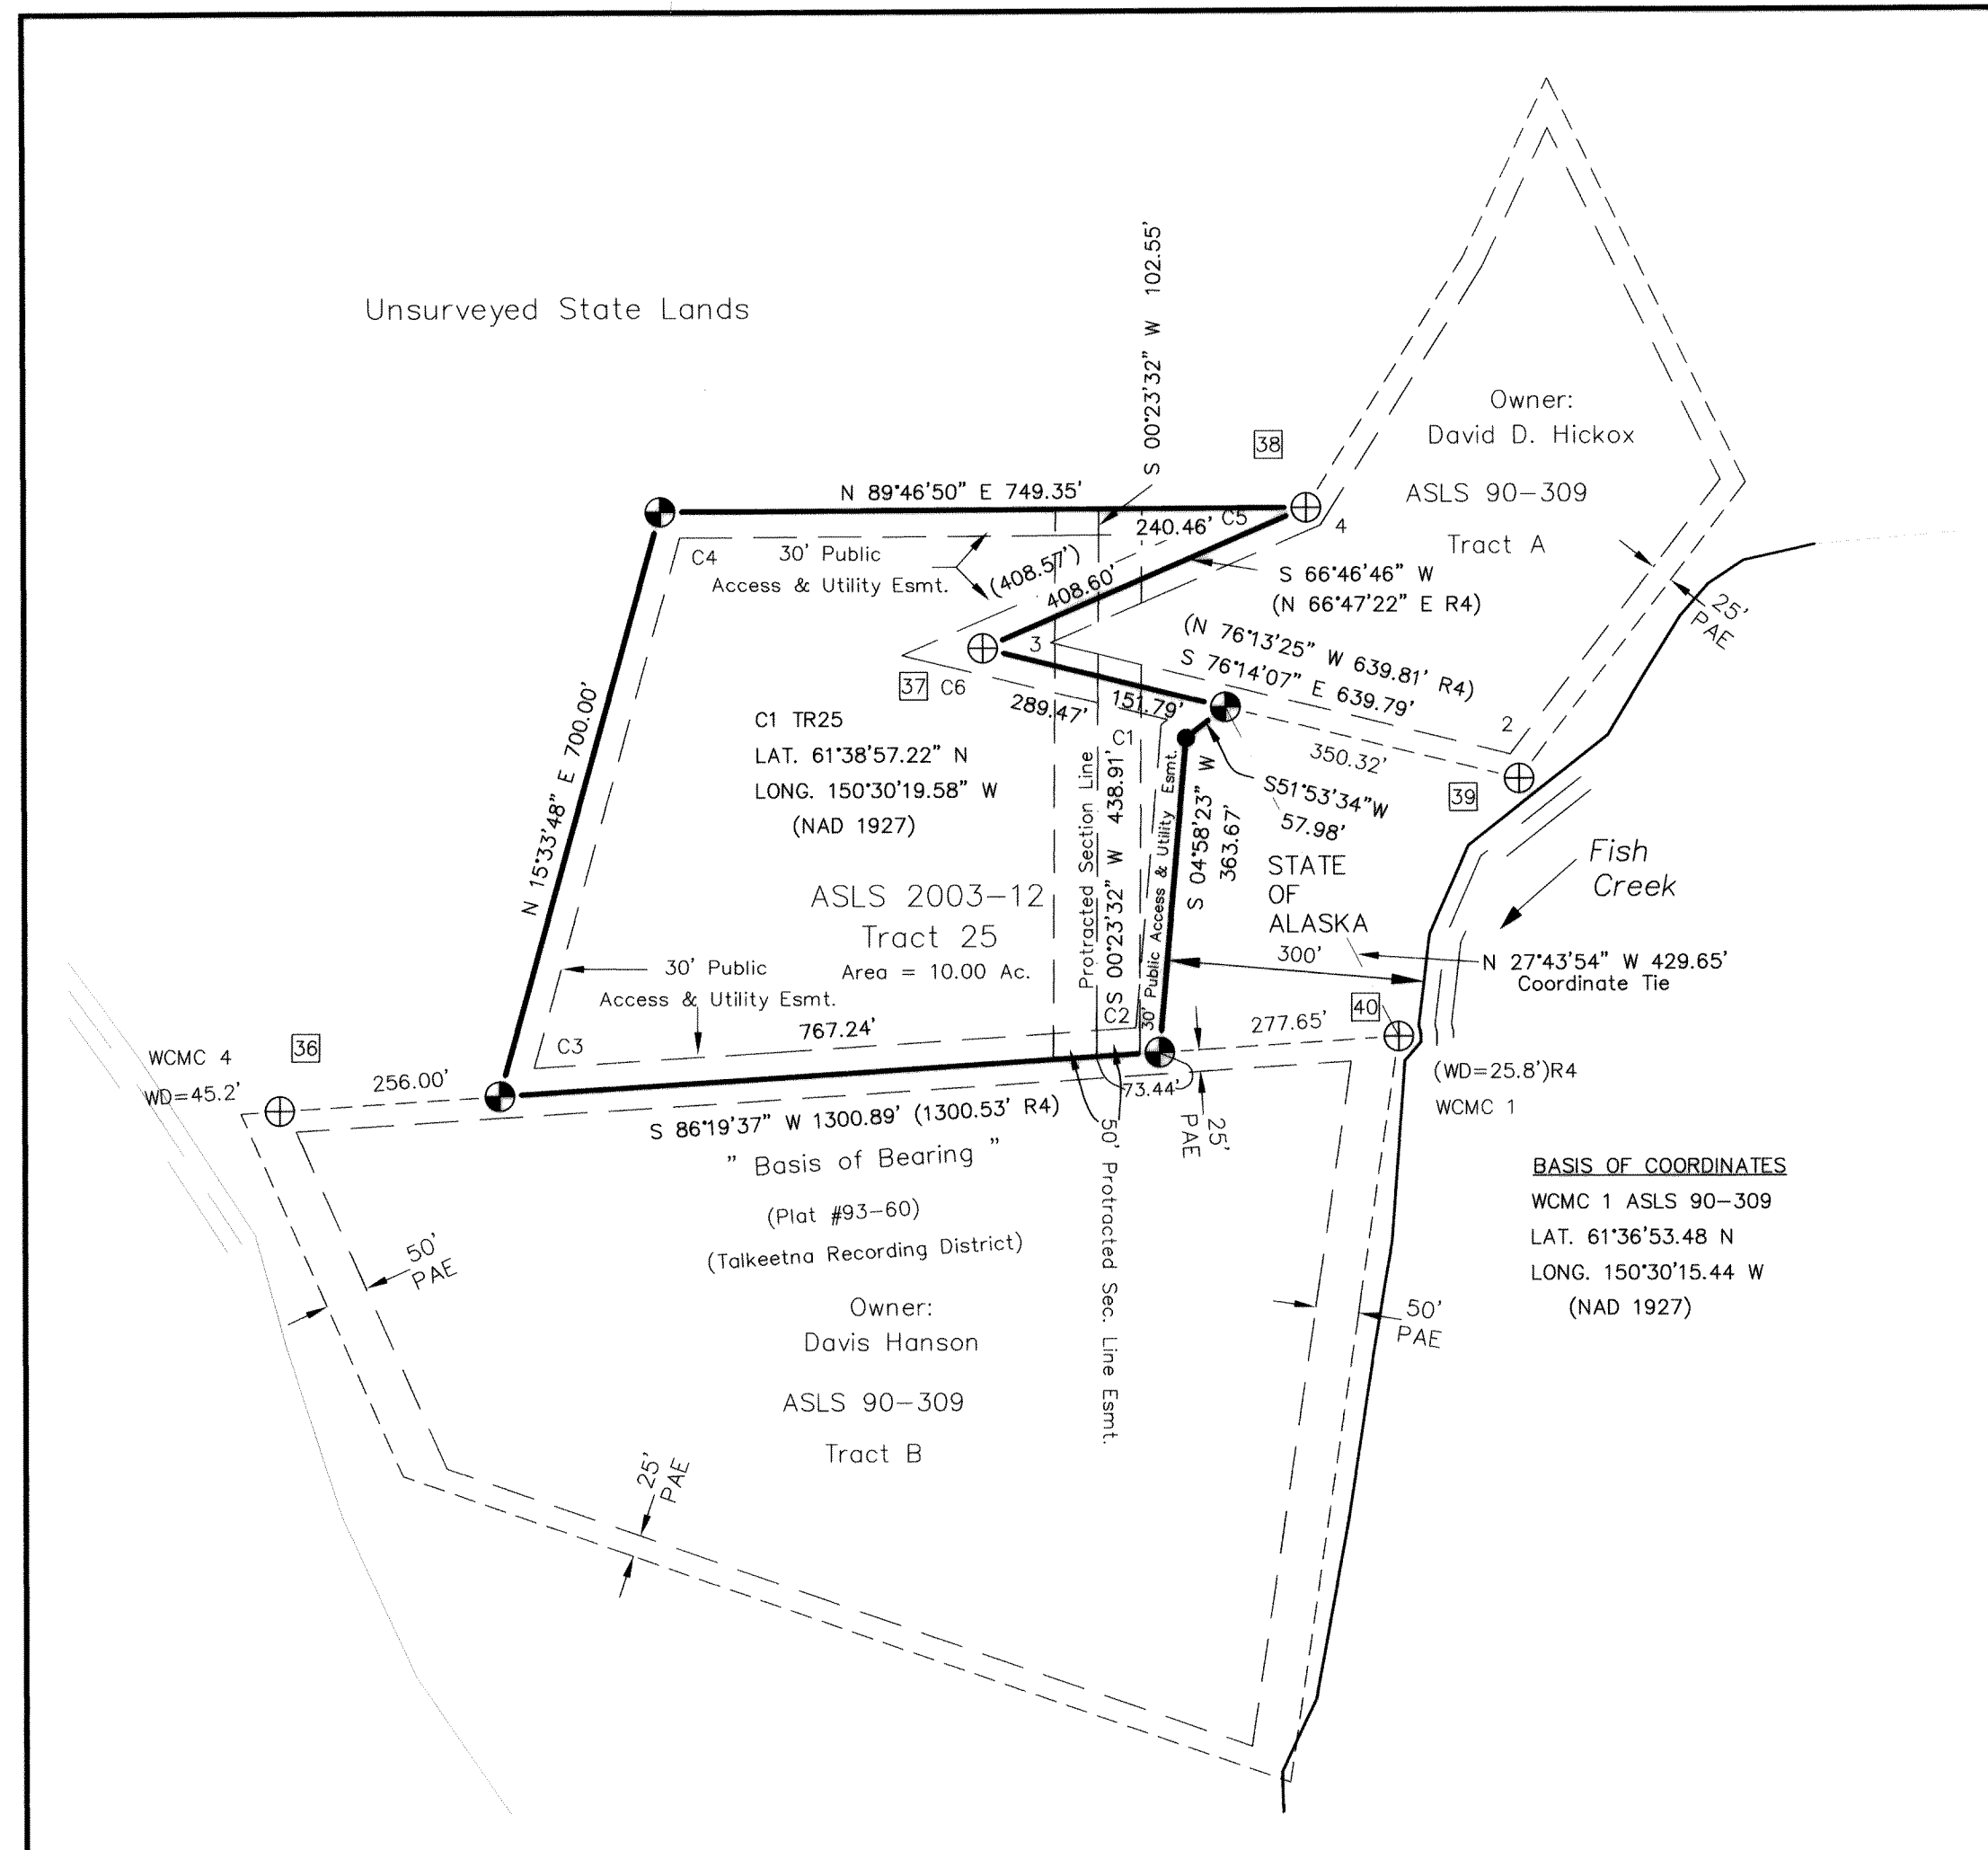 Unsurveyed State Lands
S 00°23'32" W 102.55'
38
Owner:
David D. Hickox
ASLS 90-309
Tract A
N 89°46'50" E 749.35'
C4
30' Public
Access & Utility Esmt.
240.46'
C5
4
(408.57')
408.60'
S 66°46'46" W
(N 66°47'22" E R4)
25'
PAE
3
(N 76°13'25" W 639.81' R4)
S 76°14'07" E 639.79'
37
C6
289.47'
151.79'
2
350.32'
39
N 15°33'48" E 700.00'
C1 TR25
LAT. 61°38'57.22" N
LONG. 150°30'19.58" W
(NAD 1927)
C1
Protracted Section Line
S 00°23'32" W 438.91'
30' Public Access & Utility Esmt.
S 04°58'23" W
363.67'
S51°53'34"W
57.98'
STATE
OF
ALASKA
300'
Fish
Creek
N 27°43'54" W 429.65'
Coordinate Tie
ASLS 2003-12
Tract 25
Area = 10.00 Ac.
30' Public
Access & Utility Esmt.
767.24'
C3
C2
277.65'
40
(WD=25.8')R4
WCMC 1
WCMC 4
WD=45.2'
36
256.00'
73.44'
25'
PAE
S 86°19'37" W 1300.89' (1300.53' R4)
" Basis of Bearing "
(Plat #93-60)
(Talkeetna Recording District)
50' Protracted Sec. Line Esmt.
BASIS OF COORDINATES
WCMC 1 ASLS 90-309
LAT. 61°36'53.48 N
LONG. 150°30'15.44 W
(NAD 1927)
50'
PAE
Owner:
Davis Hanson
ASLS 90-309
Tract B
50'
PAE
25'
PAE